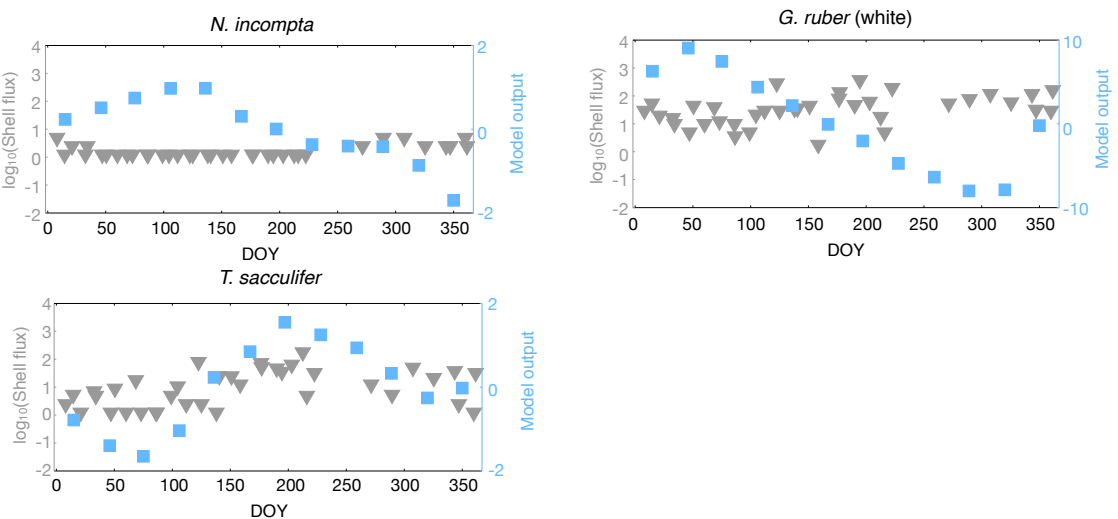 N. incompta
4 3 2 1 0 -1 -2
log₁₀(Shell flux)
2 0 -2
Model output
0 50 100 150 200 250 300 350
DOY
G. ruber (white)
4 3 2 1 0 -1 -2
log₁₀(Shell flux)
10 0 -10
Model output
0 50 100 150 200 250 300 350
DOY
T. sacculifer
4 3 2 1 0 -1 -2
log₁₀(Shell flux)
2 0 -2
Model output
0 50 100 150 200 250 300 350
DOY